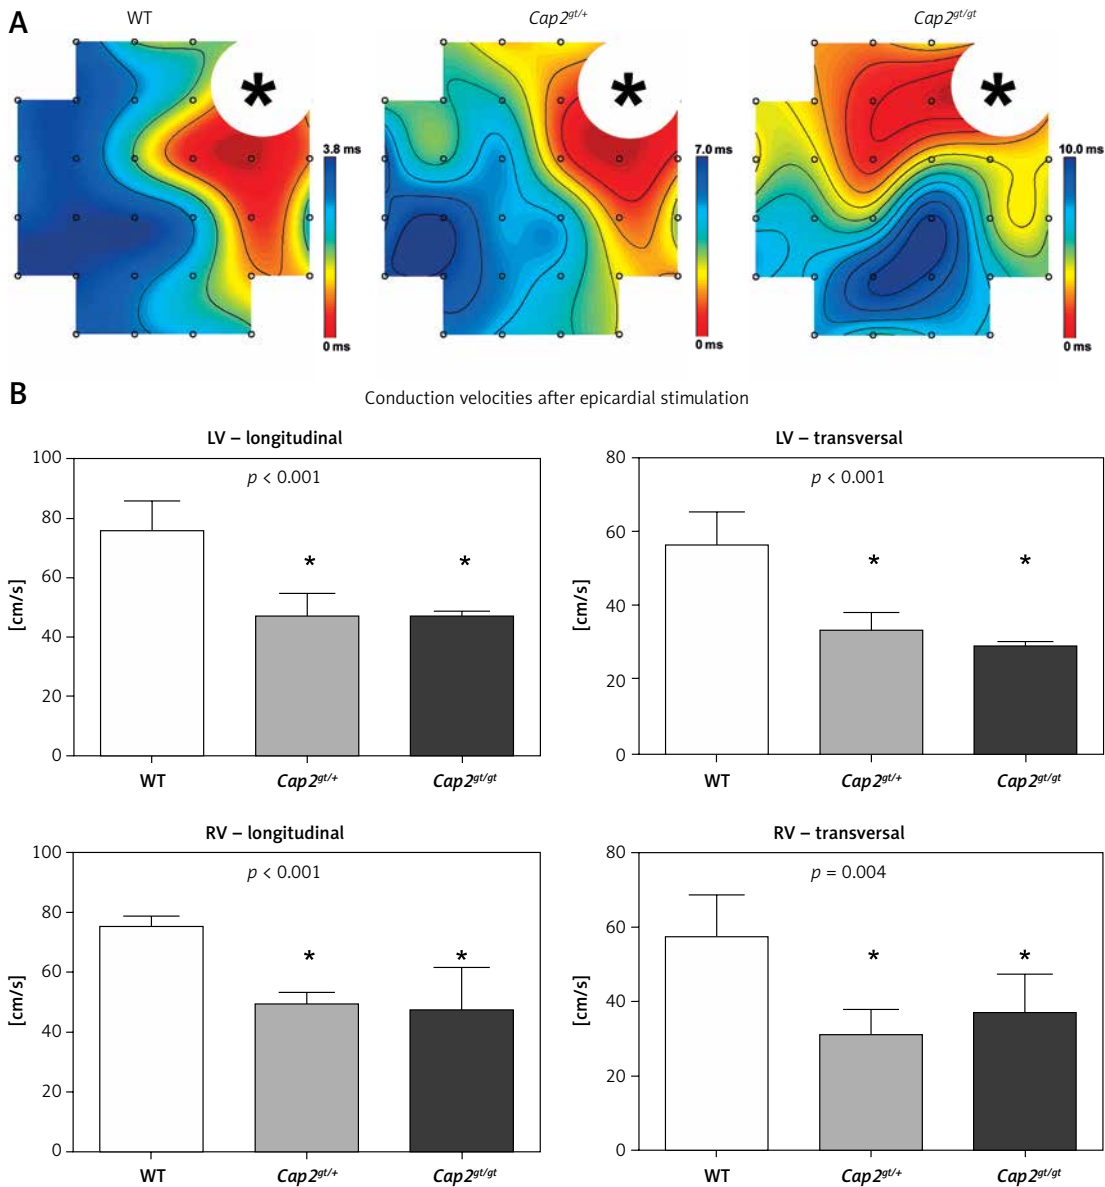 A
WT
Cap2gt/+
Cap2gt/gt
*
*
*
3.8 ms
0 ms
7.0 ms
0 ms
10.0 ms
0 ms
B
Conduction velocities after epicardial stimulation
LV – longitudinal
p < 0.001
[cm/s]
100
80
60
40
20
0
*
*
WT
Cap2gt/+
Cap2gt/gt
LV – transversal
p < 0.001
[cm/s]
80
60
40
20
0
*
*
WT
Cap2gt/+
Cap2gt/gt
RV – longitudinal
p < 0.001
[cm/s]
100
80
60
40
20
0
*
*
WT
Cap2gt/+
Cap2gt/gt
RV – transversal
p = 0.004
[cm/s]
80
60
40
20
0
*
*
WT
Cap2gt/+
Cap2gt/gt